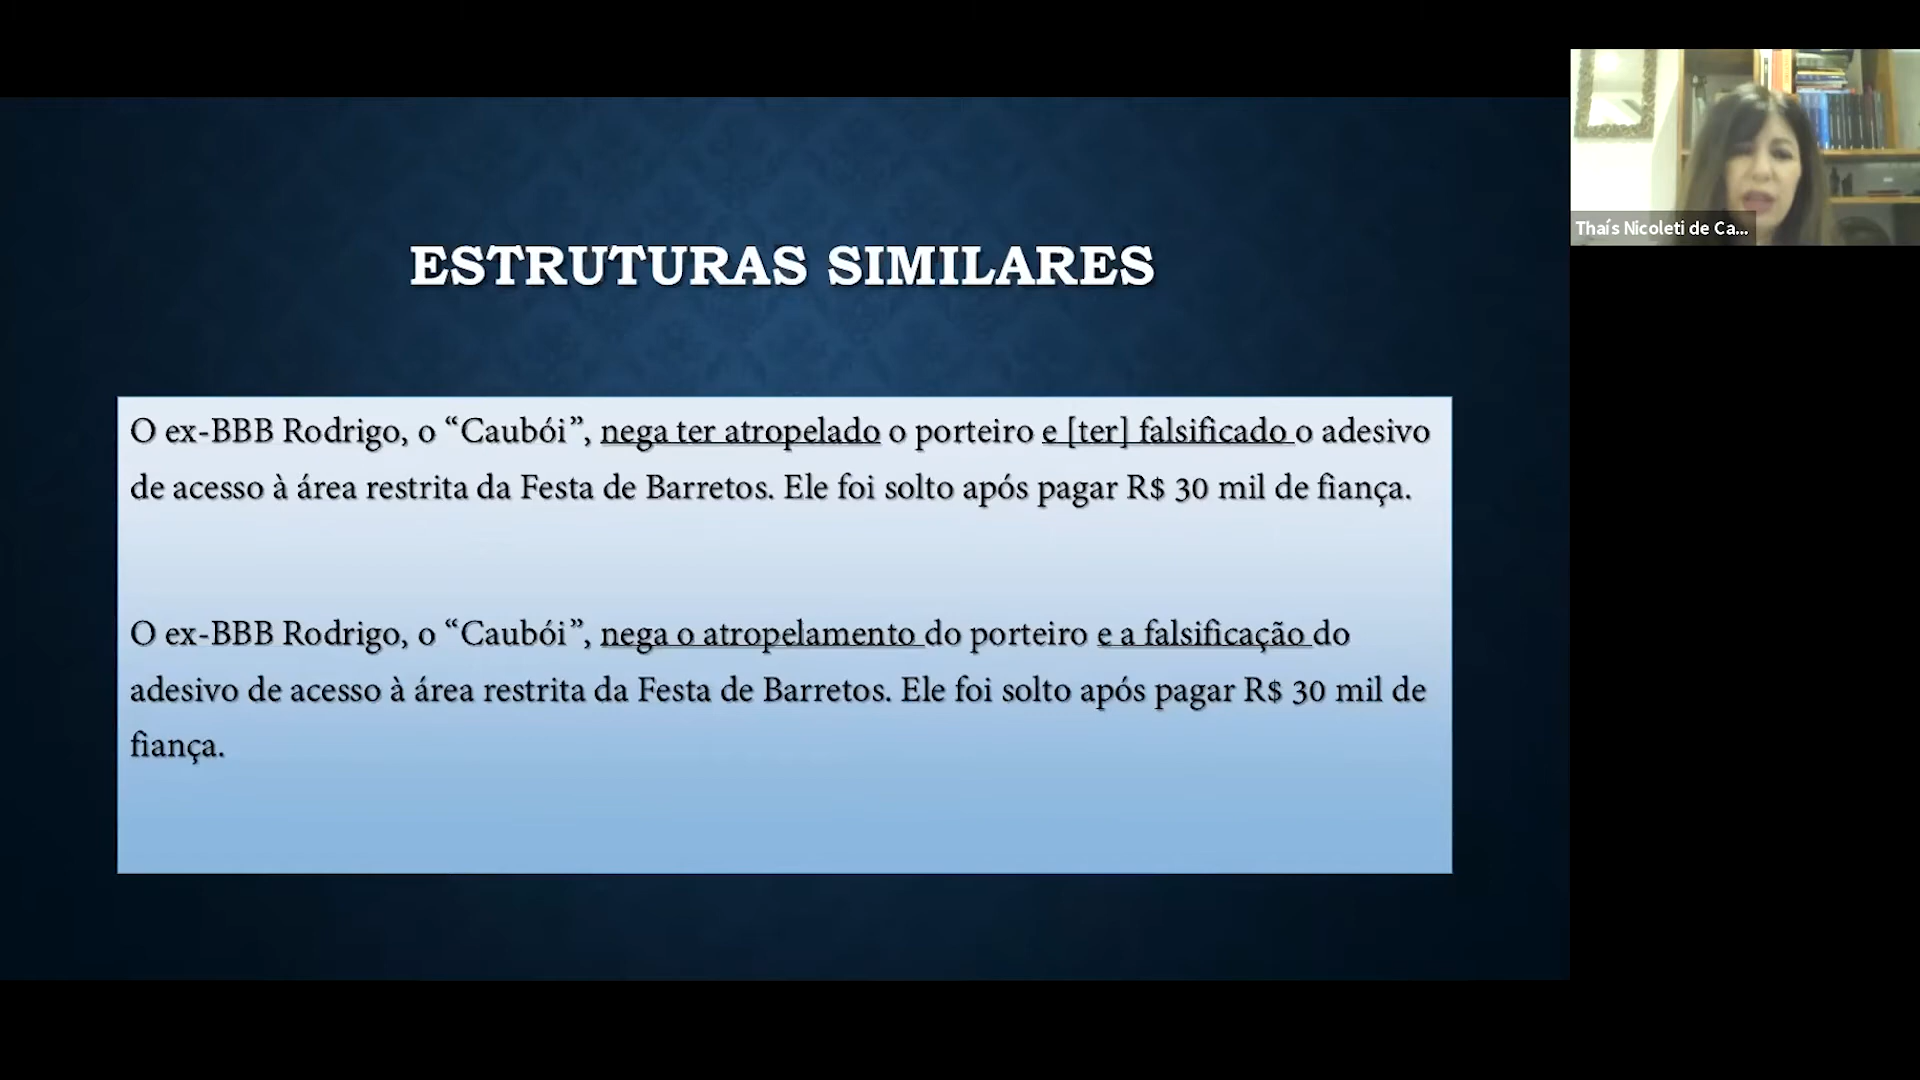 ESTRUTURAS SIMILARES
O ex-BBB Rodrigo, o “Caubói”, nega ter atropelado o porteiro e [ter] falsificado o adesivo
de acesso à área restrita da Festa de Barretos. Ele foi solto após pagar R$ 30 mil de fiança.
O ex-BBB Rodrigo, o “Caubói”, nega o atropelamento do porteiro e a falsificação do
adesivo de acesso à área restrita da Festa de Barretos. Ele foi solto após pagar R$ 30 mil de
fiança.
Thaís Nicoleti de Ca...